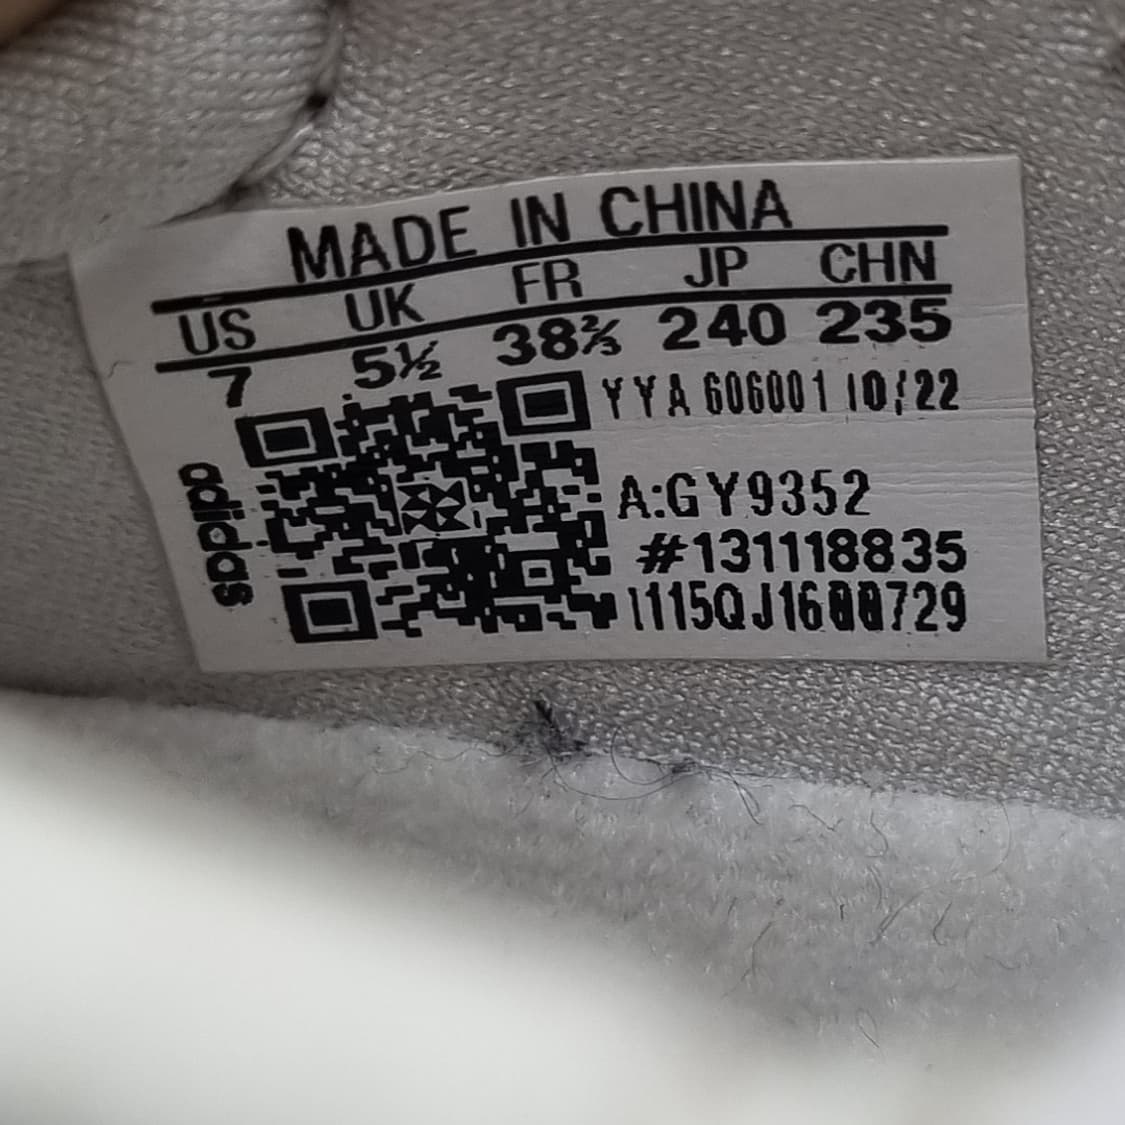 MADE IN CHINA
US UK FR JP CHN
7 5½ 38⅔ 240 235
YYA 606001 10/22
A:GY9352
#131118835
1115QJ1600729
adidas